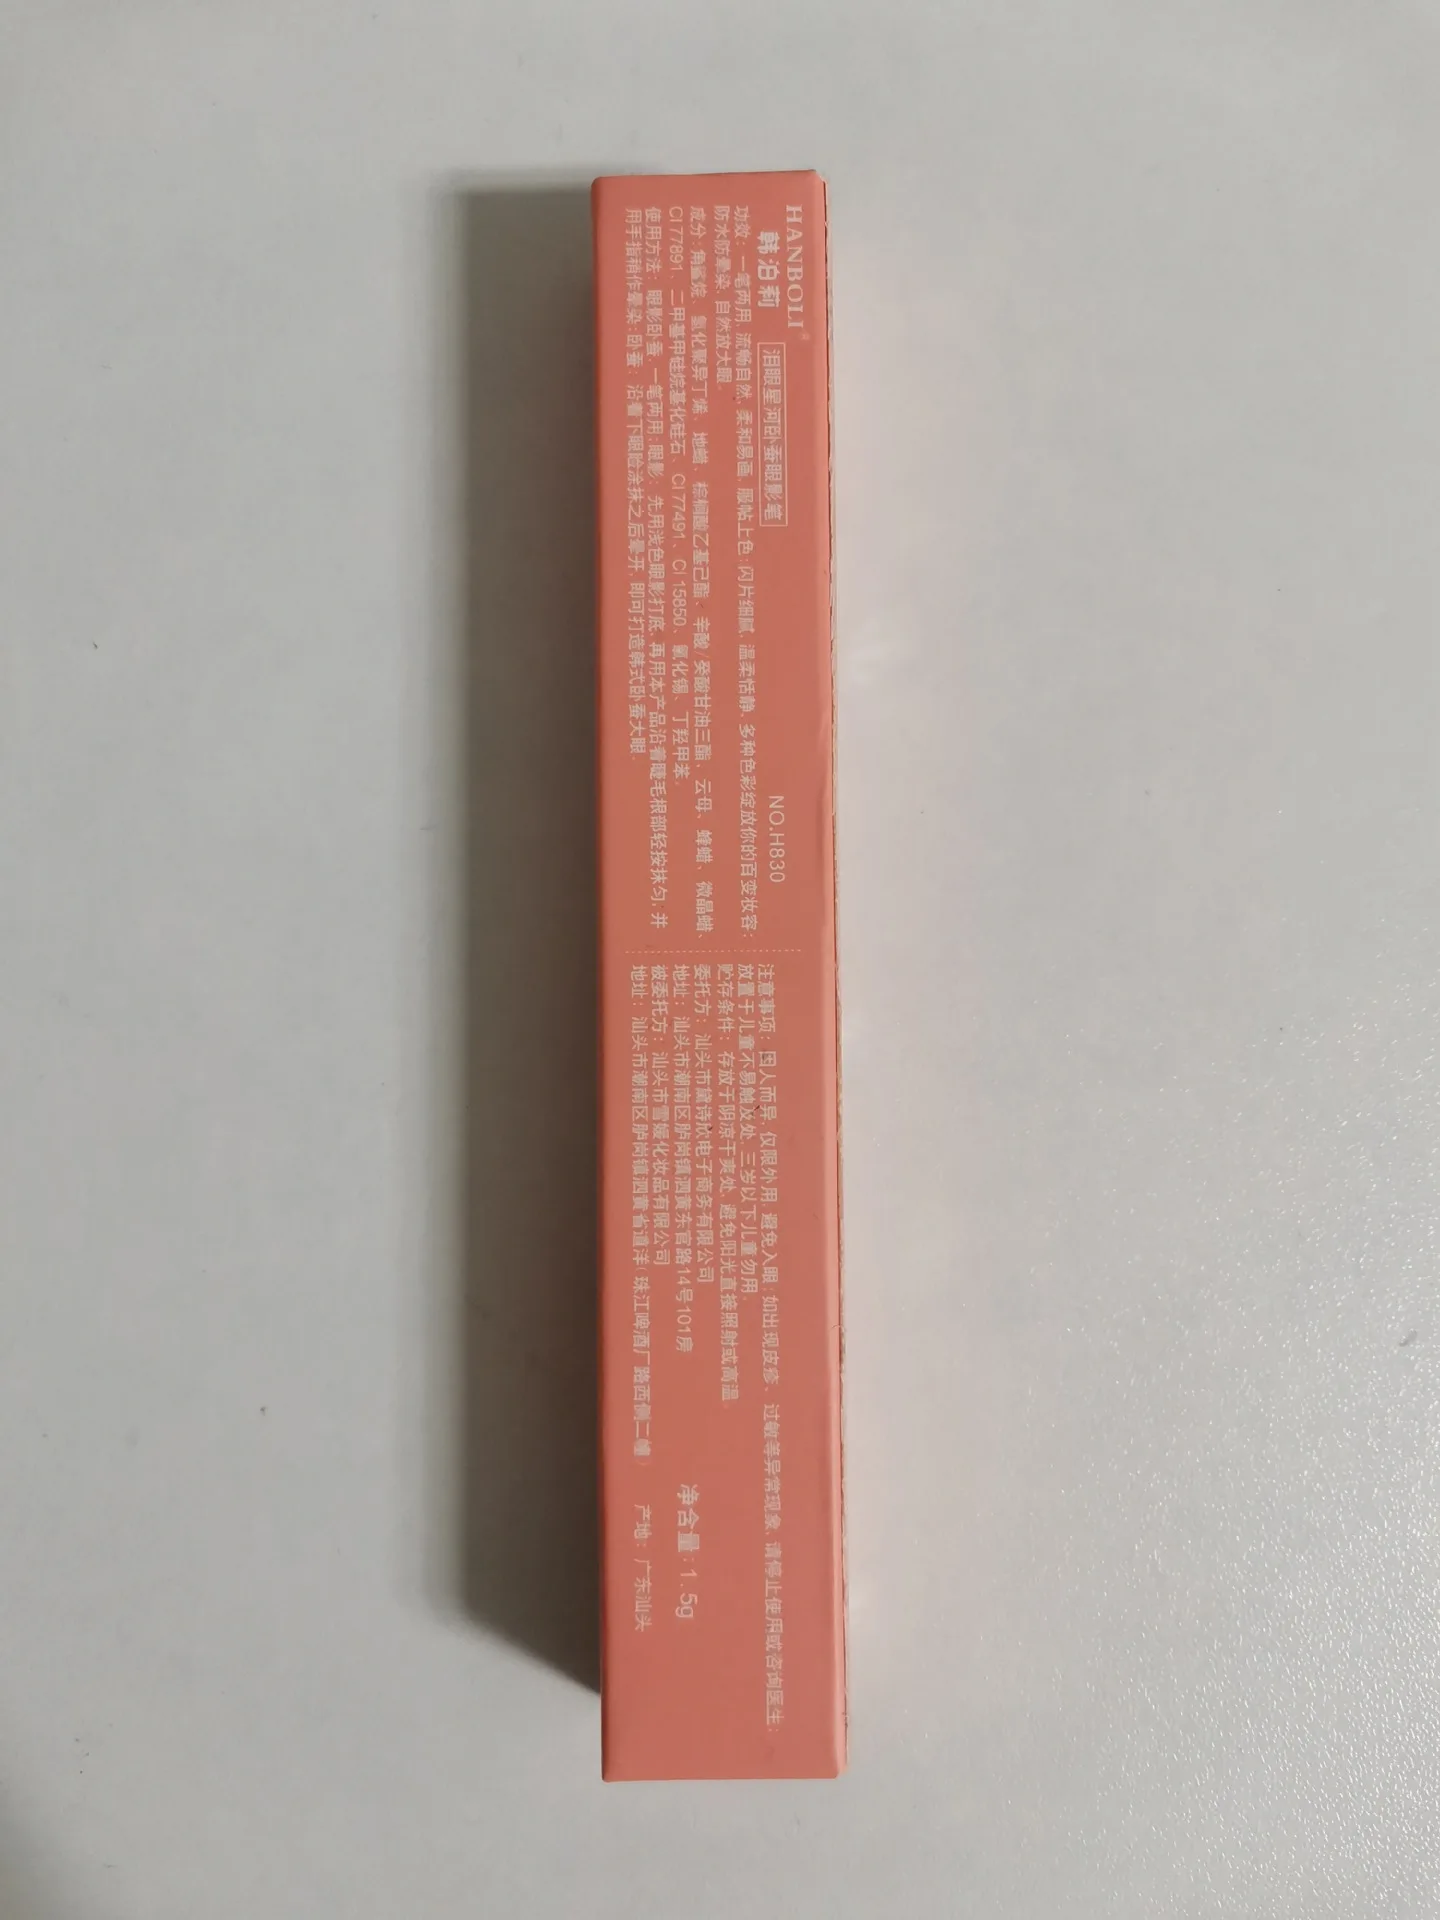 HANBOLI®
韩泊莉 泪眼星河卧蚕眼影笔 NO.H830
功效：一笔两用，流畅自然，柔和易画，服帖上色；闪片细腻，温柔恬静，多种色彩绽放你的百变妆容；
防水防晕染，自然放大眼。
成分：角鲨烷、氢化聚异丁烯、地蜡、棕榈酸乙基己酯、辛酸/癸酸甘油三酯、云母、蜂蜡、微晶蜡、
CI 77891、二甲基甲硅烷基化硅石、CI 77491、CI 15850、氧化锡、丁羟甲苯。
使用方法：眼影卧蚕，一笔两用；眼影：先用浅色眼影打底，再用本产品沿着睫毛根部轻按抹匀；并
用手指稍作晕染；卧蚕：沿着下眼睑涂抹之后晕开，即可打造韩式卧蚕大眼。
注意事项：因人而异，仅限外用，避免入眼；如出现皮疹、过敏等异常现象，请停止使用或咨询医生；
放置于儿童不易触及处，三岁以下儿童勿用。
贮存条件：存放于阴凉干爽处，避免阳光直接照射或高温。
委托方：汕头市黛诗欣电子商务有限公司
地址：汕头市潮南区胪岗镇泗黄东官路14号101房
被委托方：汕头市雪嫚化妆品有限公司
地址：汕头市潮南区胪岗镇泗黄省道洋（珠江啤酒厂路西侧二幢）
净含量：1.5g
产地：广东汕头